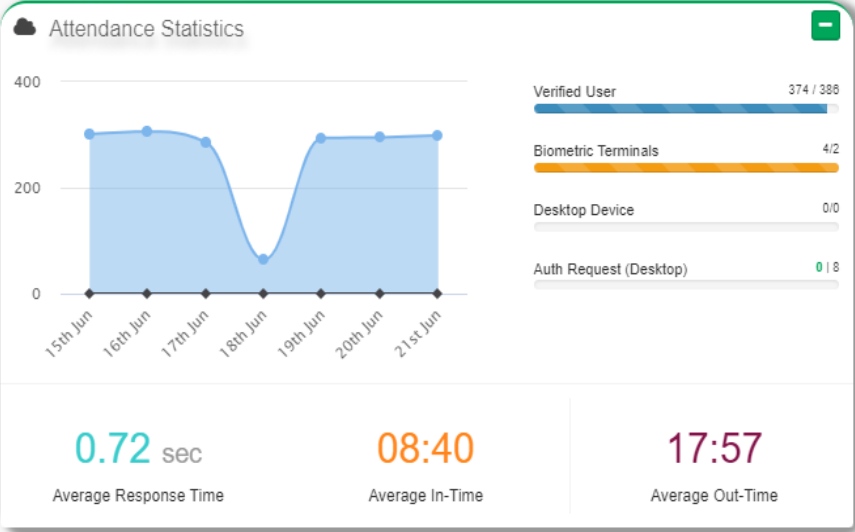 Attendance Statistics
400
200
0
15th Jun
16th Jun
17th Jun
18th Jun
19th Jun
20th Jun
21st Jun
Verified User 374 / 386
Biometric Terminals 4/2
Desktop Device 0/0
Auth Request (Desktop) 0 | 8
0.72 sec
Average Response Time
08:40
Average In-Time
17:57
Average Out-Time